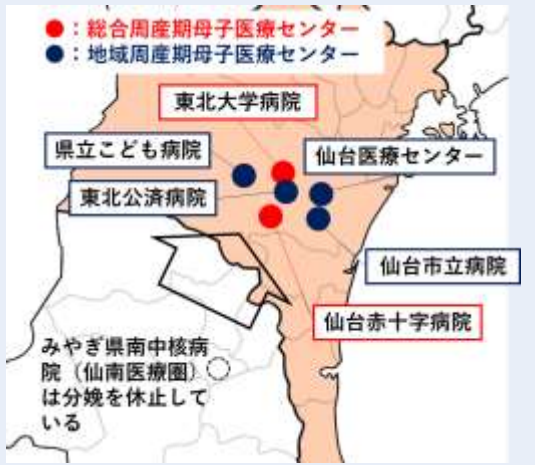 ●：総合周産期母子医療センター
●：地域周産期母子医療センター
東北大学病院
県立こども病院
仙台医療センター
東北公済病院
仙台市立病院
仙台赤十字病院
みやぎ県南中核病
院（仙南医療圏）
は分娩を休止して
いる